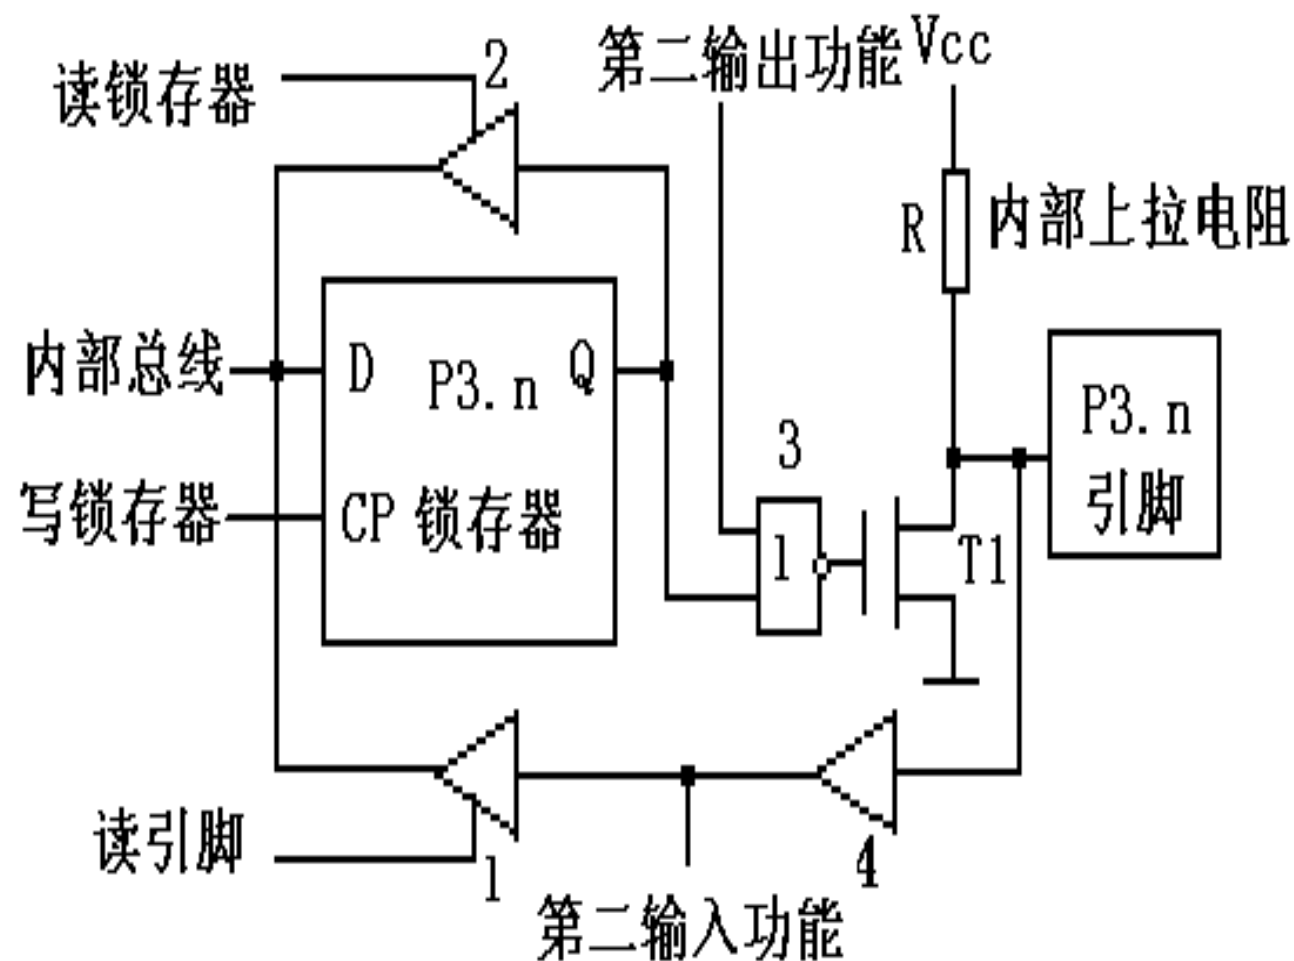 读锁存器
2
第二输出功能
Vcc
R
内部上拉电阻
内部总线
D
P3.n
Q
写锁存器
CP
锁存器
3
1
T1
P3.n
引脚
读引脚
1
4
第二输入功能